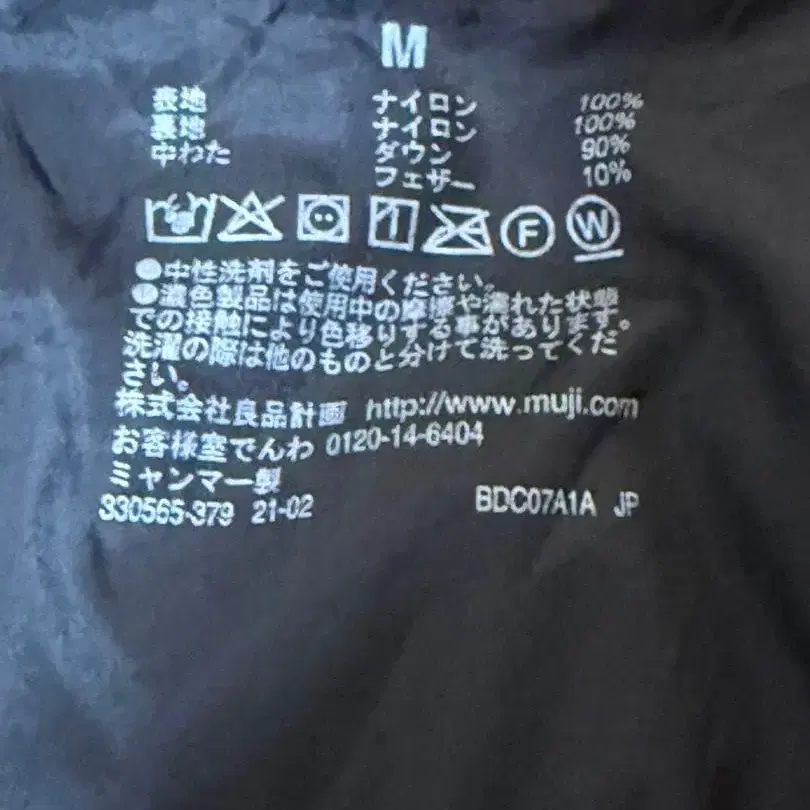 M
表地 ナイロン 100%
裏地 ナイロン 100%
中わた ダウン 90%
フェザー 10%
F W
●中性洗剤をご使用ください。
●濃色製品は使用中の摩擦や濡れた状態
での接触により色移りする事があります。
洗濯の際は他のものと分けて洗ってくだ
さい。
株式会社良品計画 http://www.muji.com
お客様室でんわ 0120-14-6404
ミャンマー製
330565-379 21-02 BDC07A1A JP